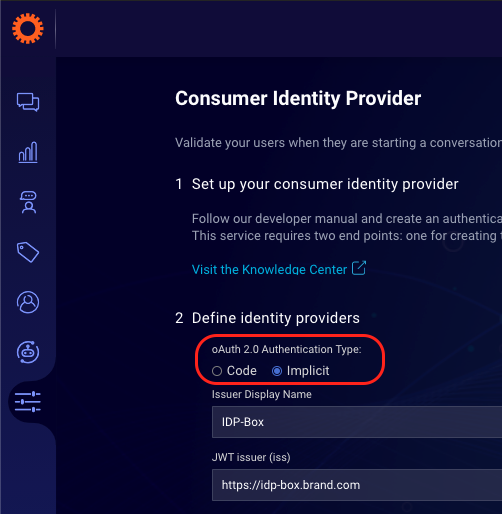 Consumer Identity Provider
Validate your users when they are starting a conversation
1 Set up your consumer identity provider
Follow our developer manual and create an
This service requires two end points: one for creating
Visit the Knowledge Center
2 Define identity providers
oAuth 2.0 Authentication Type:
Code Implicit
Issuer Display Name
IDP-Box
JWT issuer (iss)
https://idp-box.brand.com